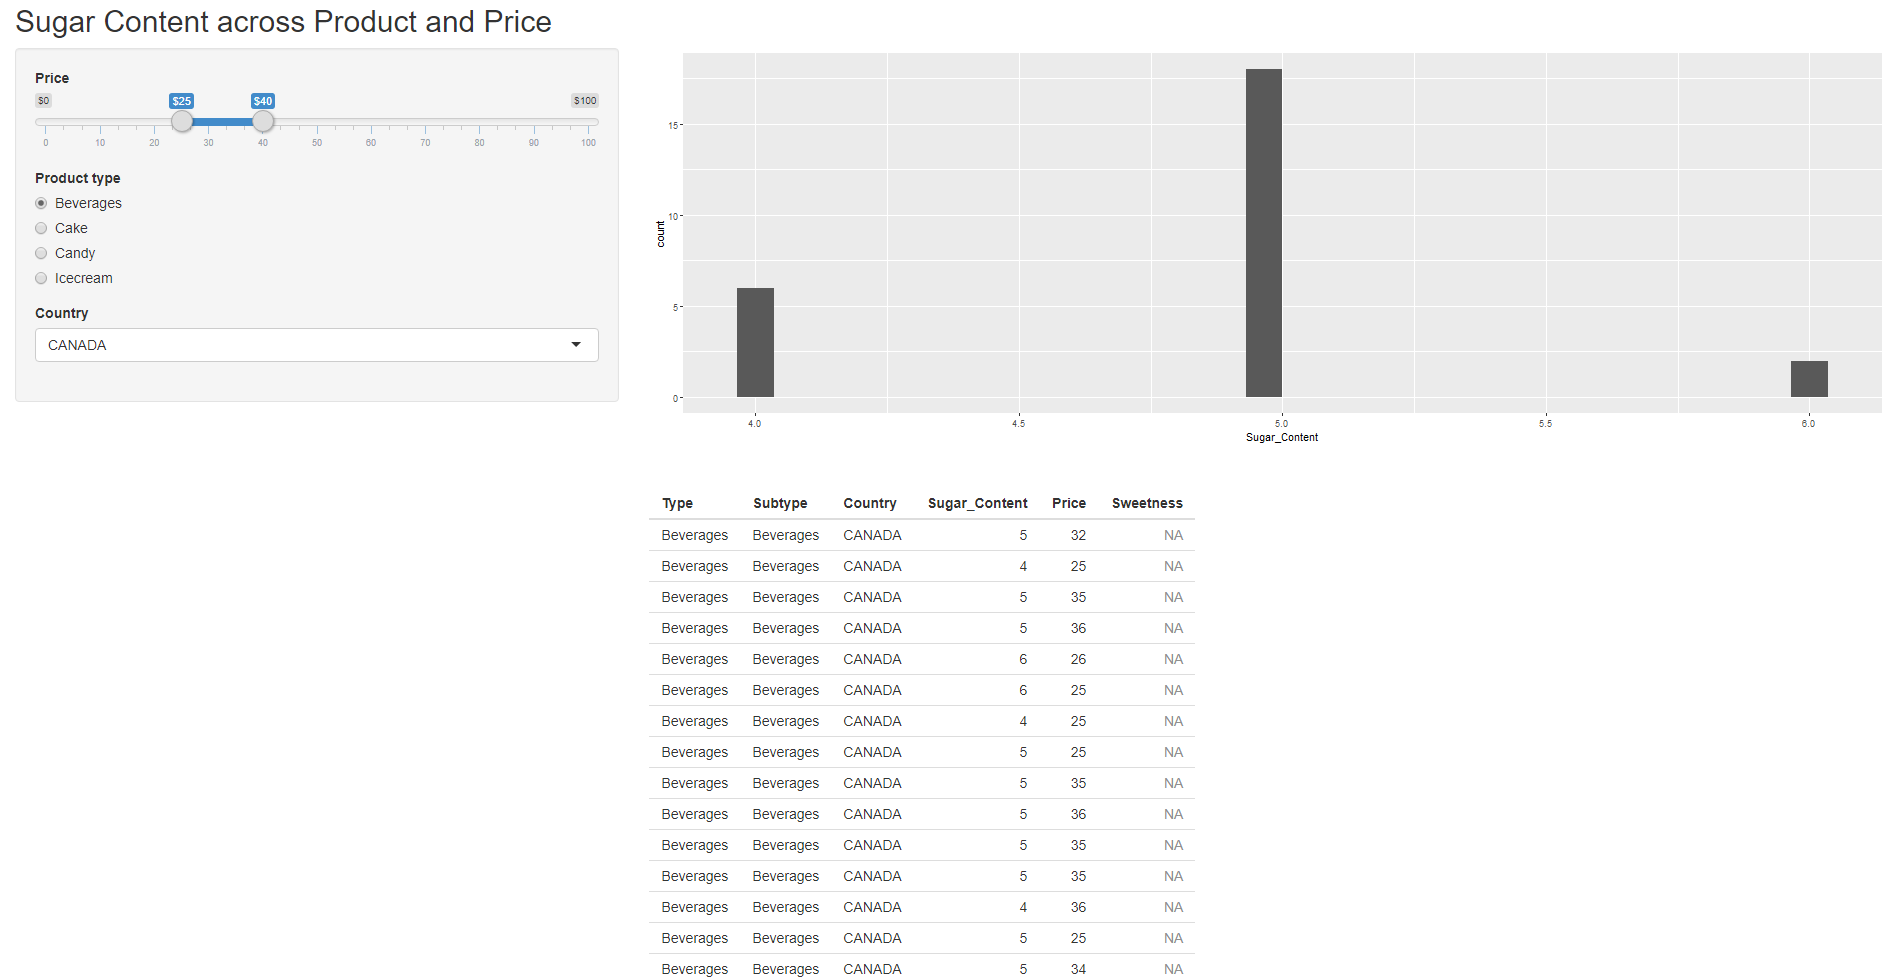 Sugar Content across Product and Price
Price
$0 $25 $40 $100
0 10 20 30 40 50 60 70 80 90 100
Product type
Beverages
Cake
Candy
Icecream
Country
CANADA
count
15
10
5
0
4.0 4.5 5.0 5.5 6.0
Sugar_Content
Type Subtype Country Sugar_Content Price Sweetness
Beverages Beverages CANADA 5 32 NA
Beverages Beverages CANADA 4 25 NA
Beverages Beverages CANADA 5 35 NA
Beverages Beverages CANADA 5 36 NA
Beverages Beverages CANADA 6 26 NA
Beverages Beverages CANADA 6 25 NA
Beverages Beverages CANADA 4 25 NA
Beverages Beverages CANADA 5 25 NA
Beverages Beverages CANADA 5 35 NA
Beverages Beverages CANADA 5 36 NA
Beverages Beverages CANADA 5 35 NA
Beverages Beverages CANADA 5 35 NA
Beverages Beverages CANADA 4 36 NA
Beverages Beverages CANADA 5 25 NA
Beverages Beverages CANADA 5 34 NA